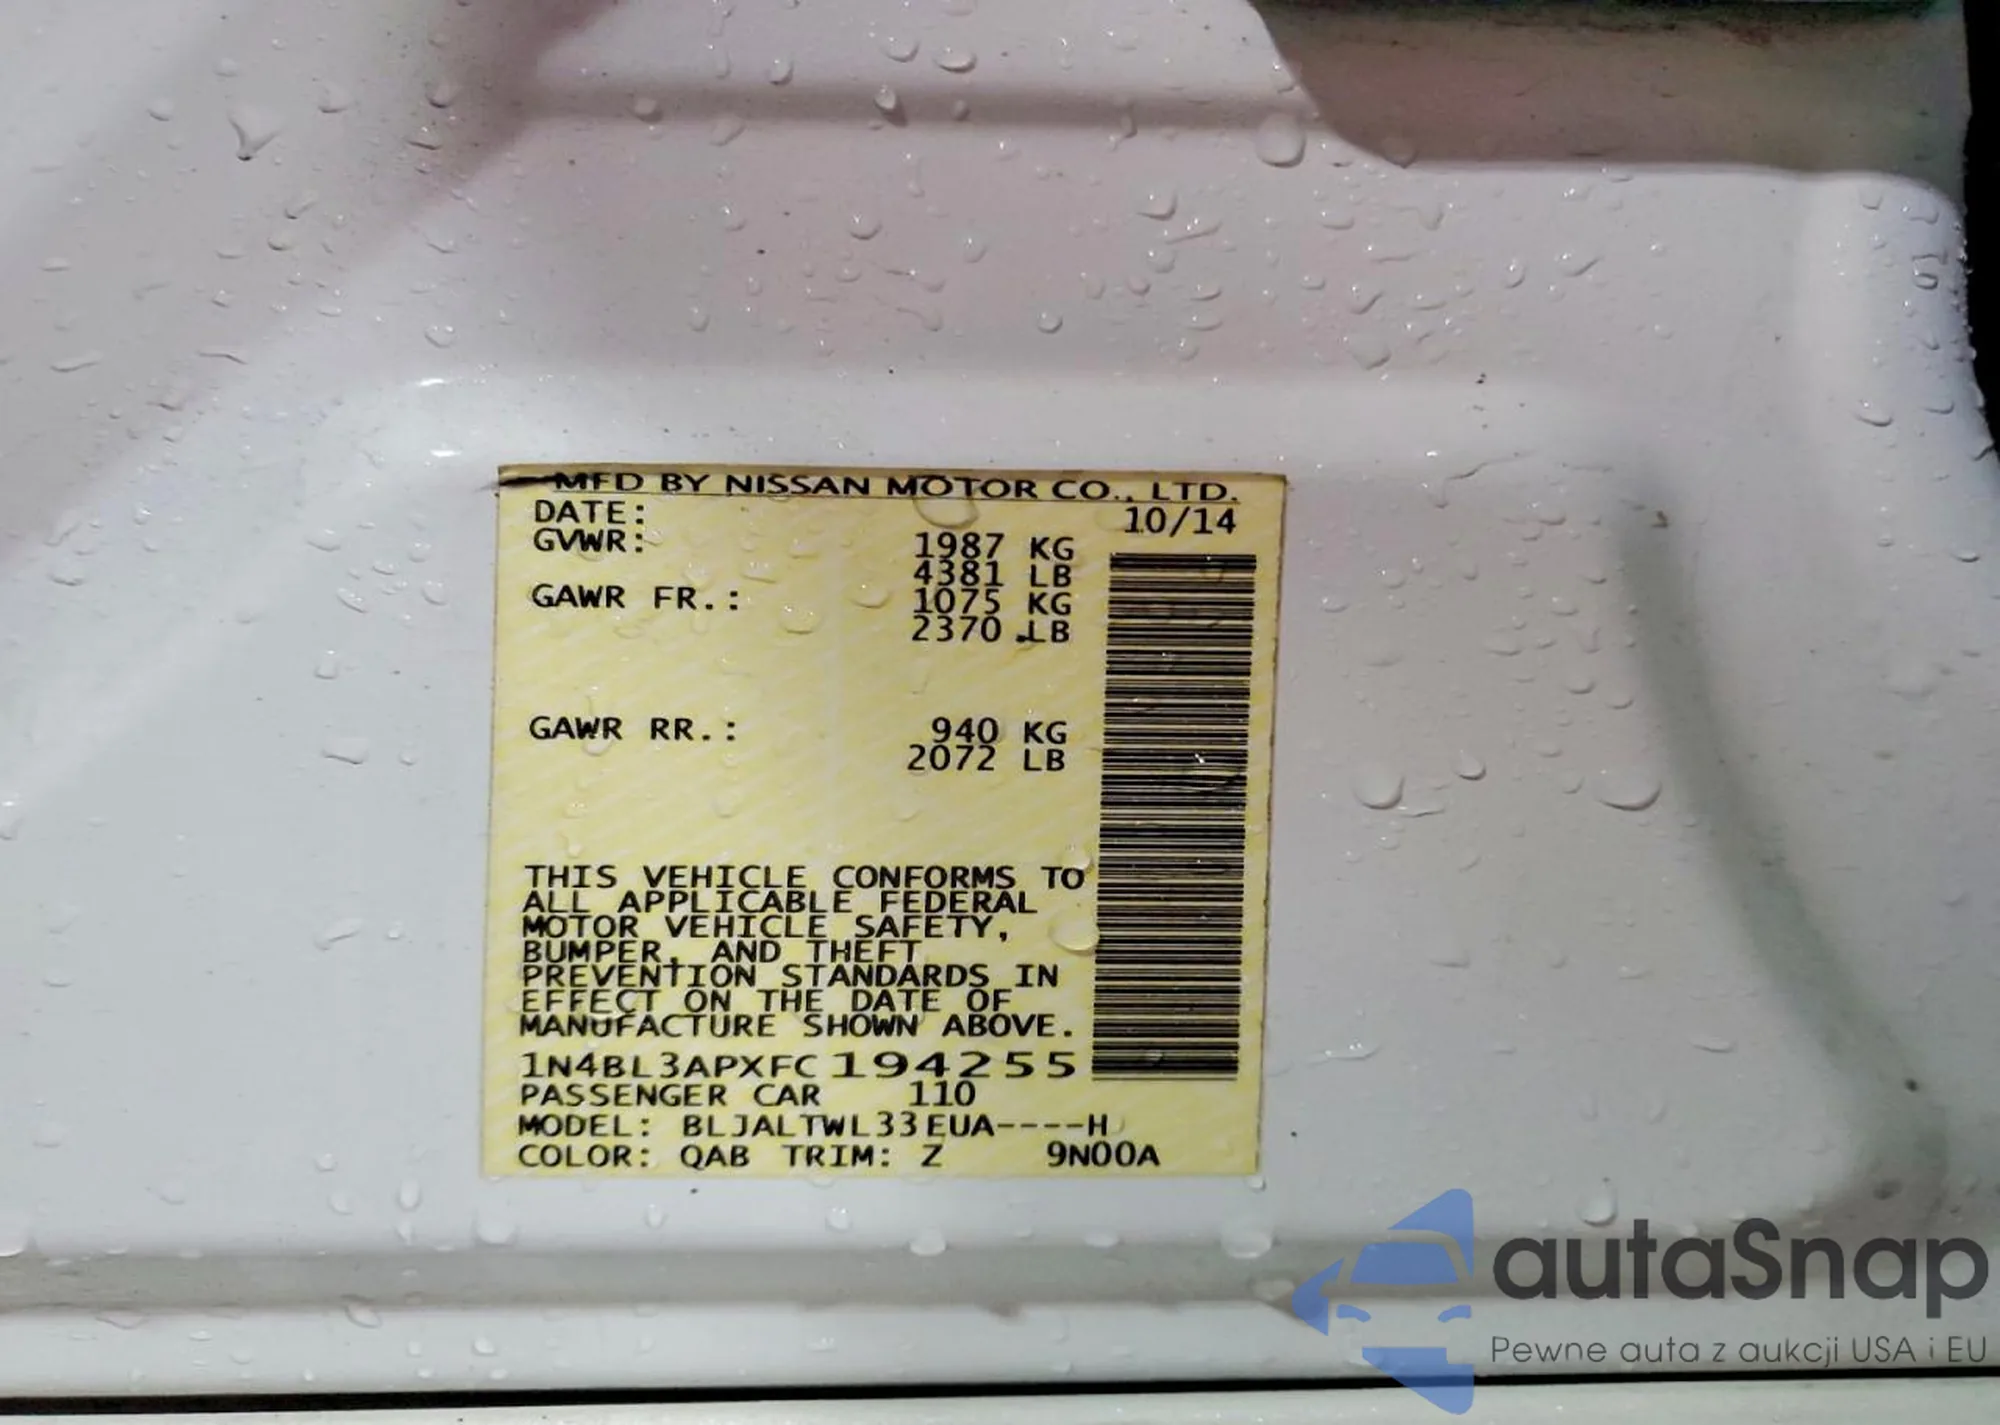 MFD BY NISSAN MOTOR CO., LTD.
DATE: 10/14
GVWR: 1987 KG
4381 LB
GAWR FR.: 1075 KG
2370 LB
GAWR RR.: 940 KG
2072 LB
THIS VEHICLE CONFORMS TO
ALL APPLICABLE FEDERAL
MOTOR VEHICLE SAFETY,
BUMPER, AND THEFT
PREVENTION STANDARDS IN
EFFECT ON THE DATE OF
MANUFACTURE SHOWN ABOVE.
1N4BL3APXFC194255
PASSENGER CAR 110
MODEL: BLJALTWL33EUA----H
COLOR: QAB TRIM: Z 9N00A
autaSnap
Pewne auta z aukcji USA i EU